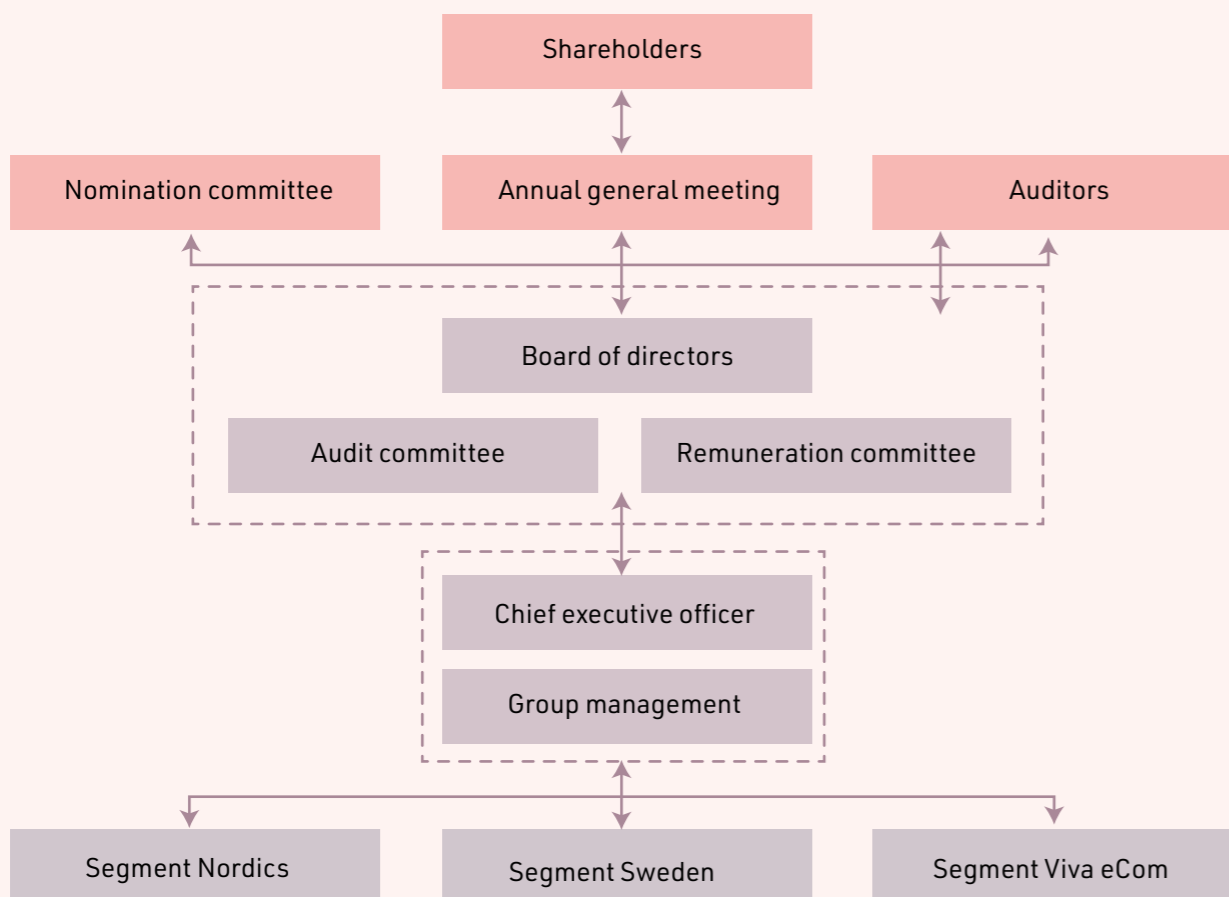 Shareholders
Nomination committee
Annual general meeting
Auditors
Board of directors
Audit committee
Remuneration committee
Chief executive officer
Group management
Segment Nordics
Segment Sweden
Segment Viva eCom